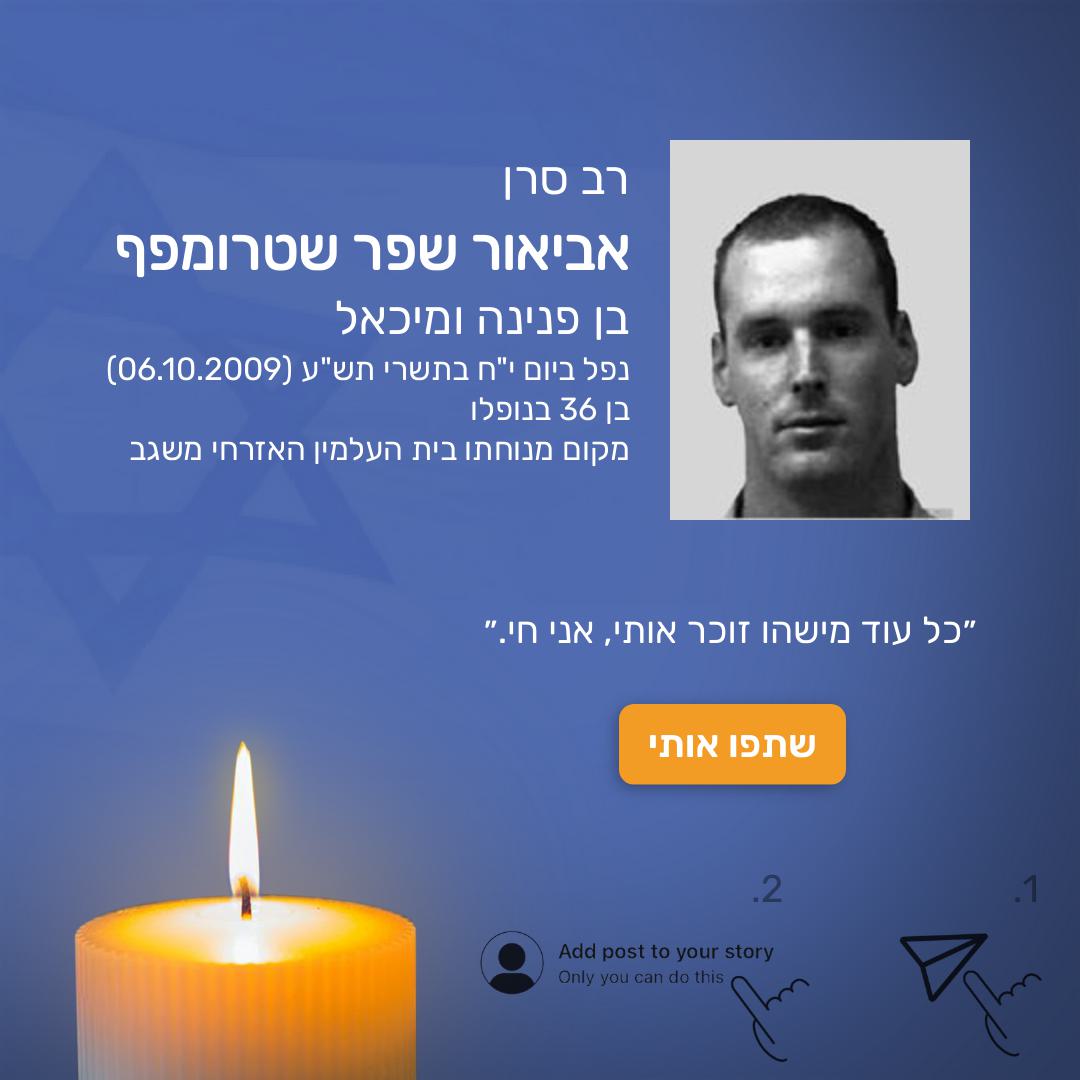 רב סרן
אביאור שפר שטרומפף
בן פנינה ומיכאל
נפל ביום י"ח בתשרי תש"ע (06.10.2009)
בן 36 בנופלו
מקום מנוחתו בית העלמין האזרחי משגב
”כל עוד מישהו זוכר אותי, אני חי.”
שתפו אותי
1.
2.
Add post to your story
Only you can do this